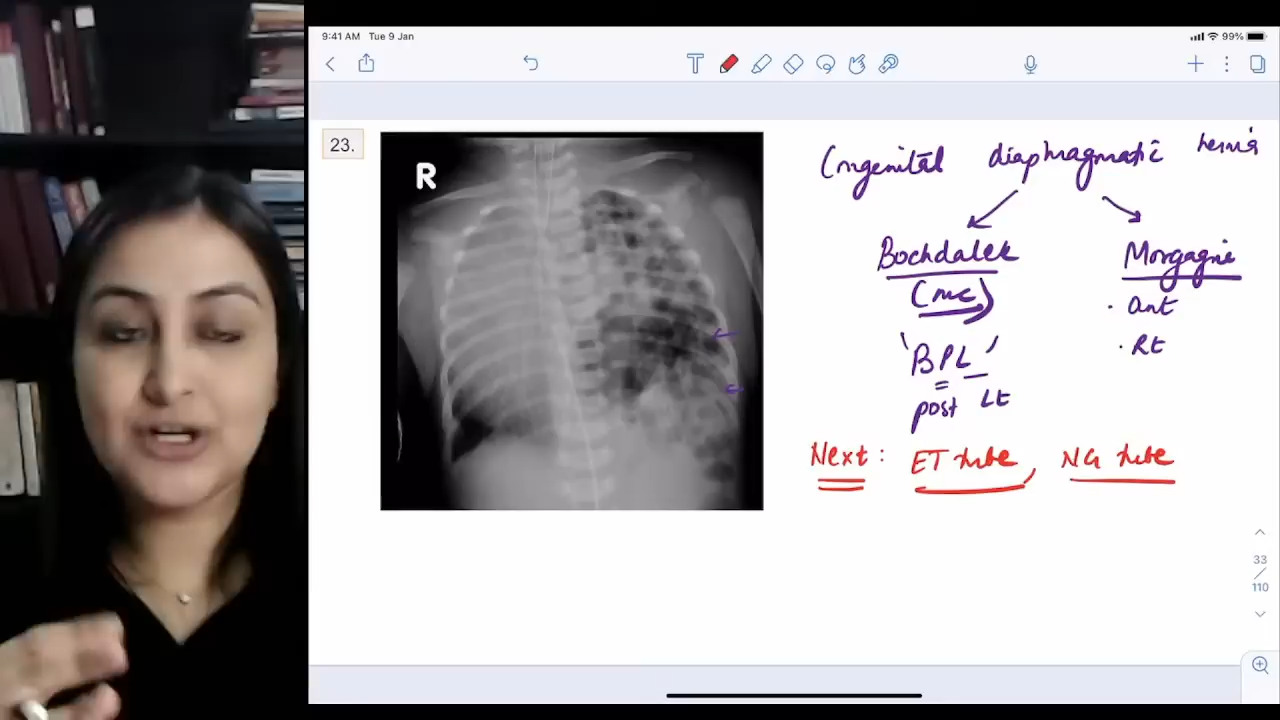 9:41 AM Tue 9 Jan
99%
T
23.
R
Congenital diaphragmatic hernia
Bochdalek
Morgagni
(mc)
• Ant
• Rt
'BPL'
post Lt
Next: ET tube, NG tube
33
/
110